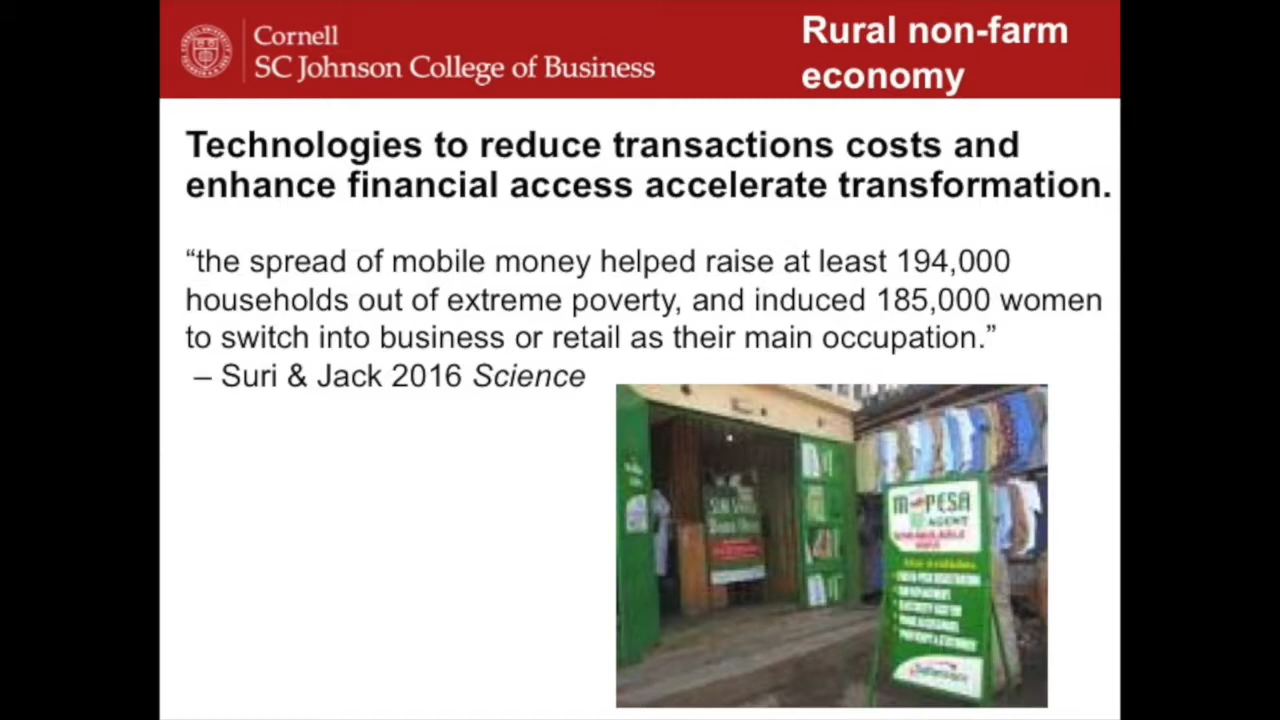 Cornell
SC Johnson College of Business
Rural non-farm
economy
Technologies to reduce transactions costs and
enhance financial access accelerate transformation.
“the spread of mobile money helped raise at least 194,000
households out of extreme poverty, and induced 185,000 women
to switch into business or retail as their main occupation.”
– Suri & Jack 2016 Science
M-PESA
AGENT
Safaricom